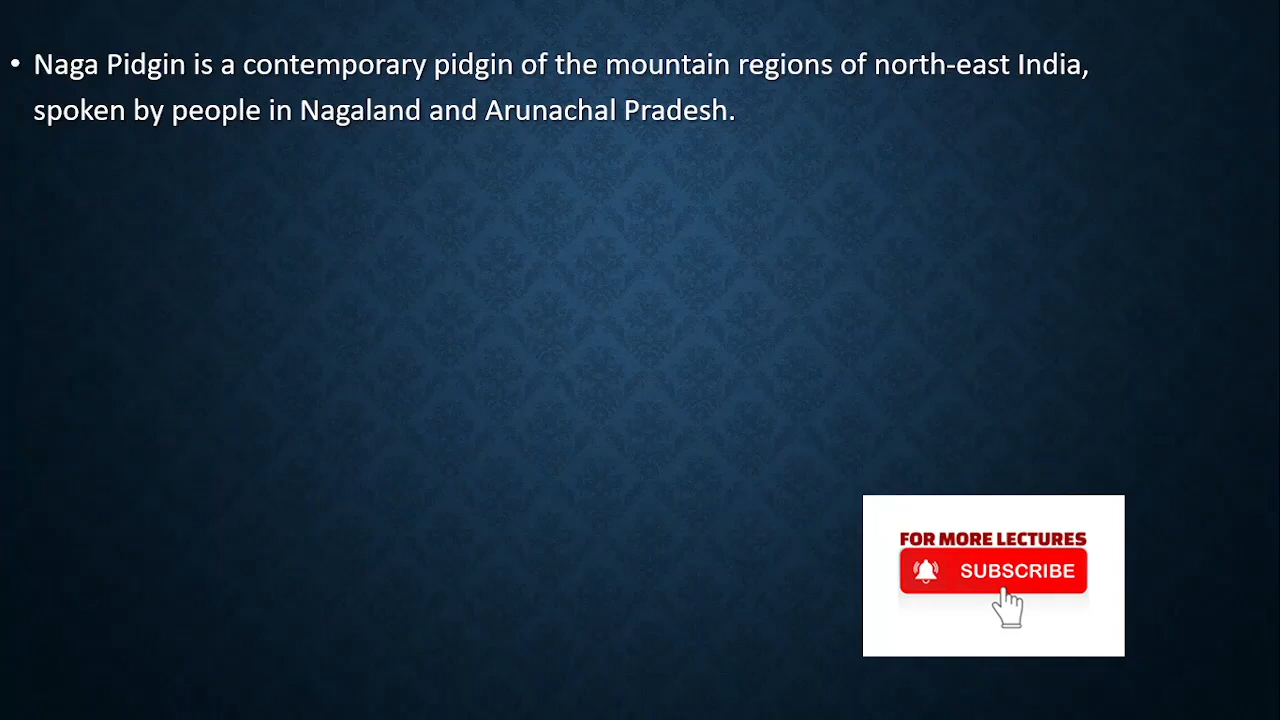 • Naga Pidgin is a contemporary pidgin of the mountain regions of north-east India,
spoken by people in Nagaland and Arunachal Pradesh.
FOR MORE LECTURES
SUBSCRIBE